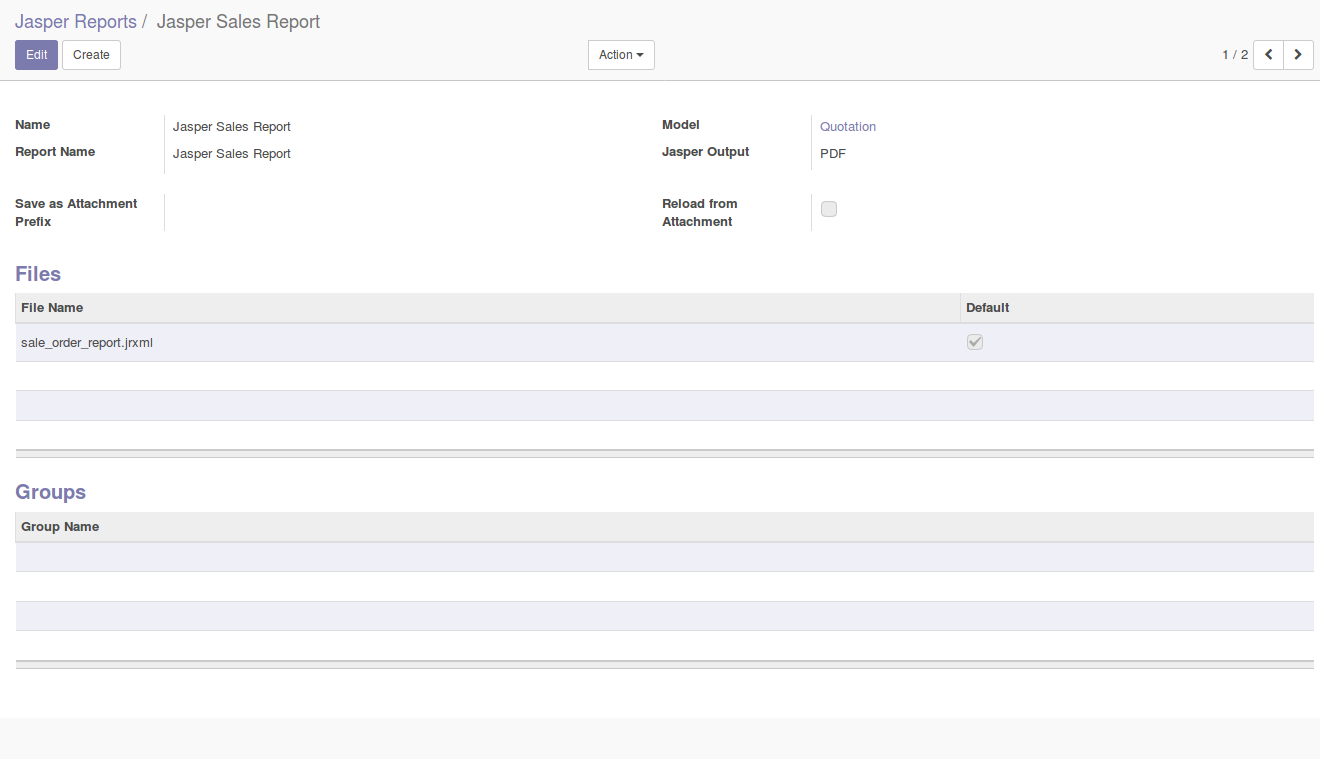 Jasper Reports / Jasper Sales Report
Edit Create Action 1 / 2
Name Jasper Sales Report Model Quotation
Report Name Jasper Sales Report Jasper Output PDF
Save as Attachment Reload from
Prefix Attachment
Files
File Name Default
sale_order_report.jrxml
Groups
Group Name